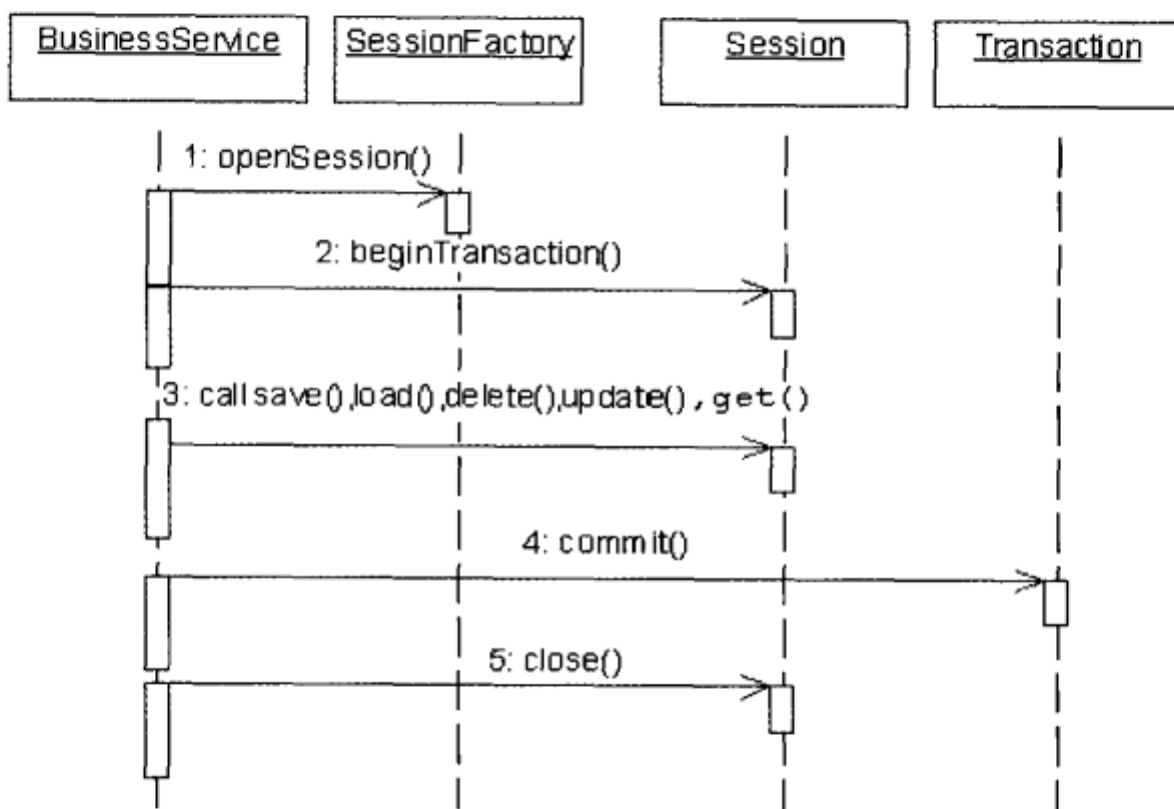 BusinessService SessionFactory Session Transaction
1: openSession()
2: beginTransaction()
3: call save(),load(),delete(),update(),get()
4: commit()
5: close()